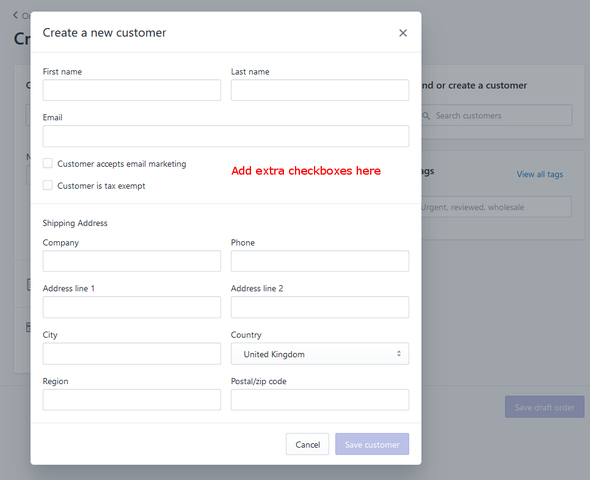 Or
Create a new customer
Cr
First name
Last name
nd or create a customer
Search customers
Email
Customer accepts email marketing
Add extra checkboxes here
ags
View all tags
Customer is tax exempt
Urgent, reviewed, wholesale
Shipping Address
Company
Phone
Address line 1
Address line 2
City
Country
United Kingdom
Region
Postal/zip code
Save draft order
Cancel
Save customer